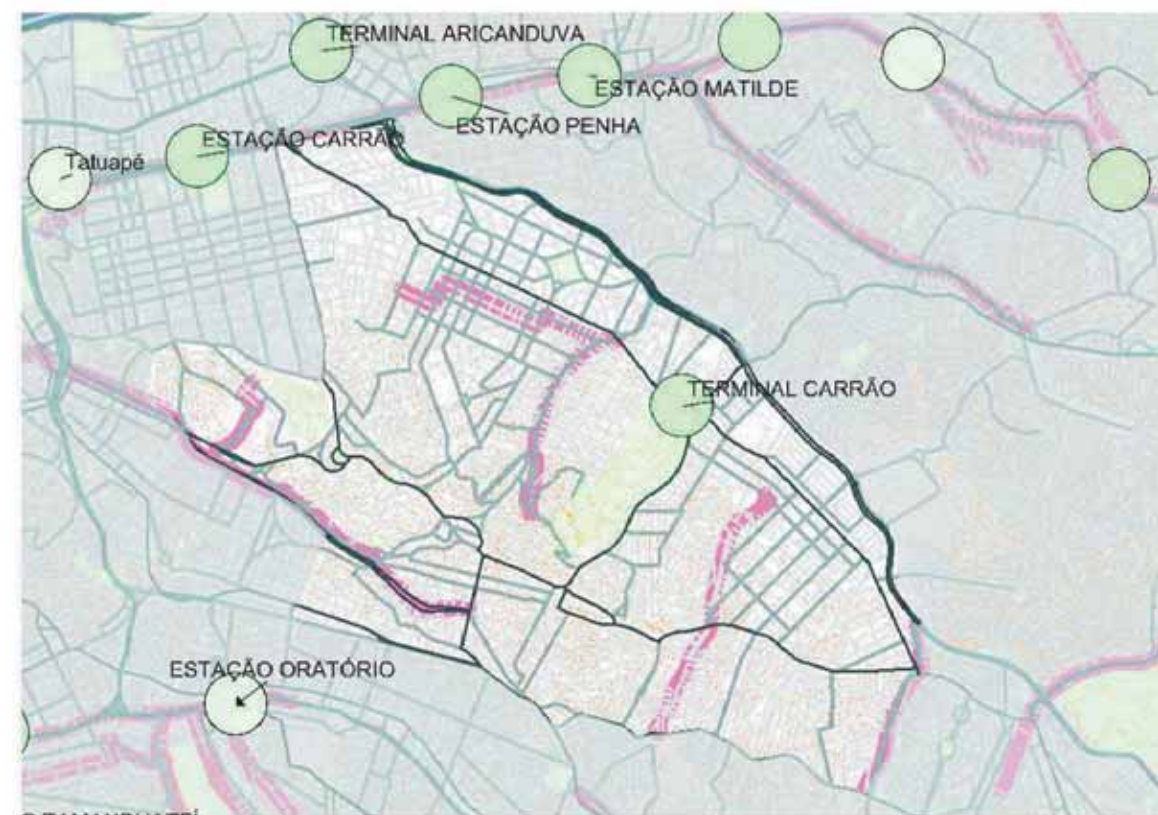 TERMINAL ARICANDUVA
ESTAÇÃO MATILDE
ESTAÇÃO PENHA
ESTAÇÃO CARRÃO
Tatuapé
TERMINAL CARRÃO
ESTAÇÃO ORATÓRIO